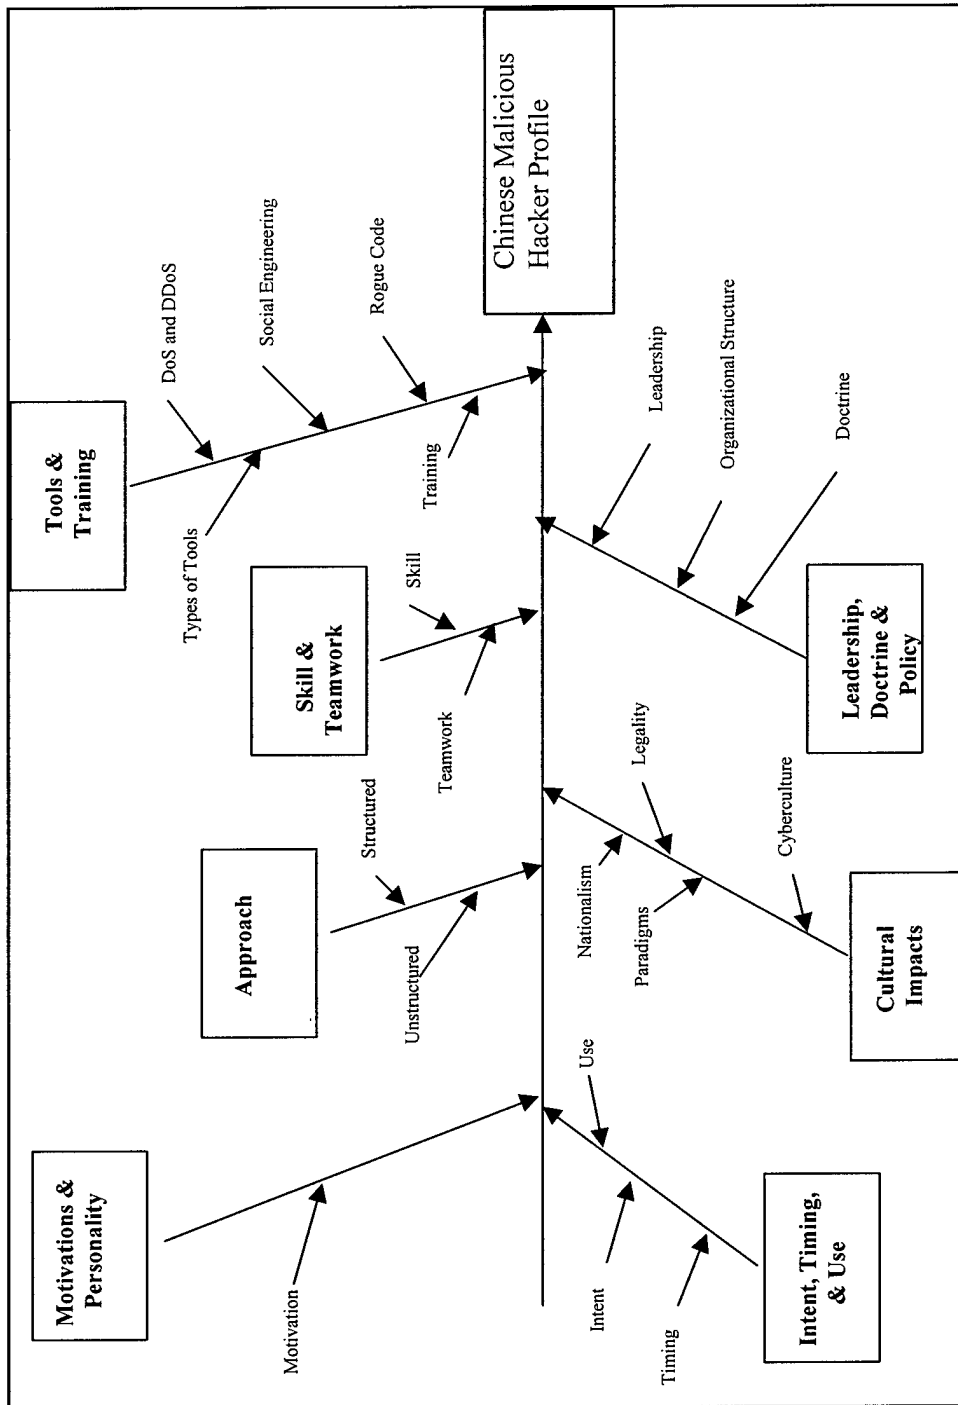 Motivations &
Personality
Motivation
Approach
Structured
Unstructured
Skill &
Teamwork
Skill
Teamwork
Tools &
Training
DoS and DDoS
Types of Tools
Social Engineering
Rogue Code
Training
Chinese Malicious
Hacker Profile
Intent, Timing,
& Use
Use
Intent
Timing
Cultural
Impacts
Nationalism
Legality
Paradigms
Cyberculture
Leadership,
Doctrine &
Policy
Leadership
Organizational Structure
Doctrine